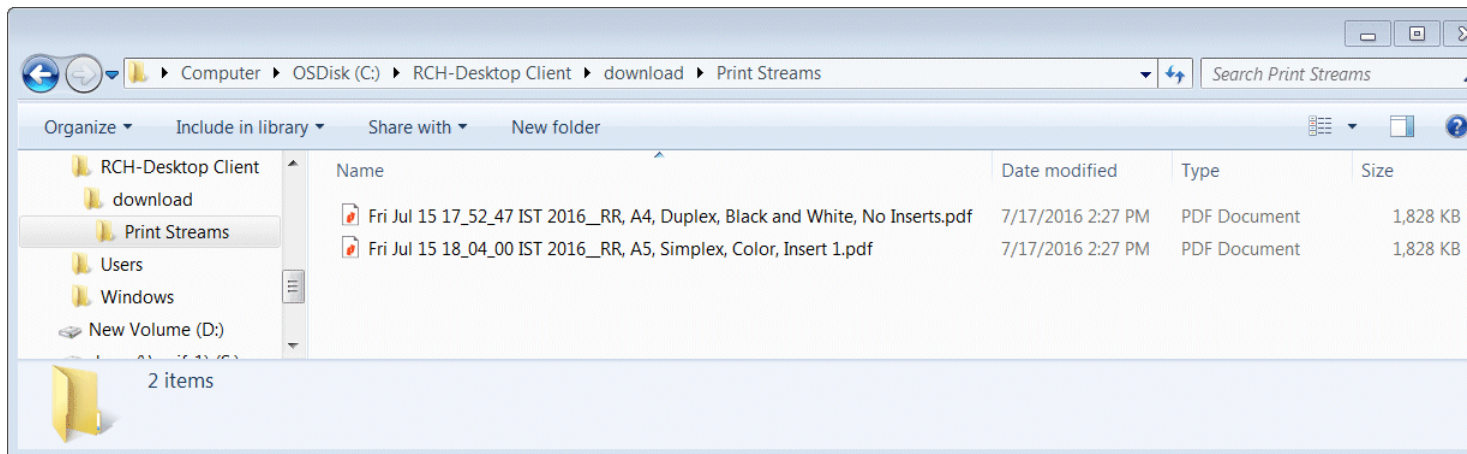 Computer OSDisk (C:) RCH-Desktop Client download Print Streams Search Print Streams
Organize Include in library Share with New folder
RCH-Desktop Client
download
Print Streams
Users
Windows
New Volume (D:)
Name Date modified Type Size
Fri Jul 15 17_52_47 IST 2016__RR, A4, Duplex, Black and White, No Inserts.pdf 7/17/2016 2:27 PM PDF Document 1,828 KB
Fri Jul 15 18_04_00 IST 2016__RR, A5, Simplex, Color, Insert 1.pdf 7/17/2016 2:27 PM PDF Document 1,828 KB
2 items